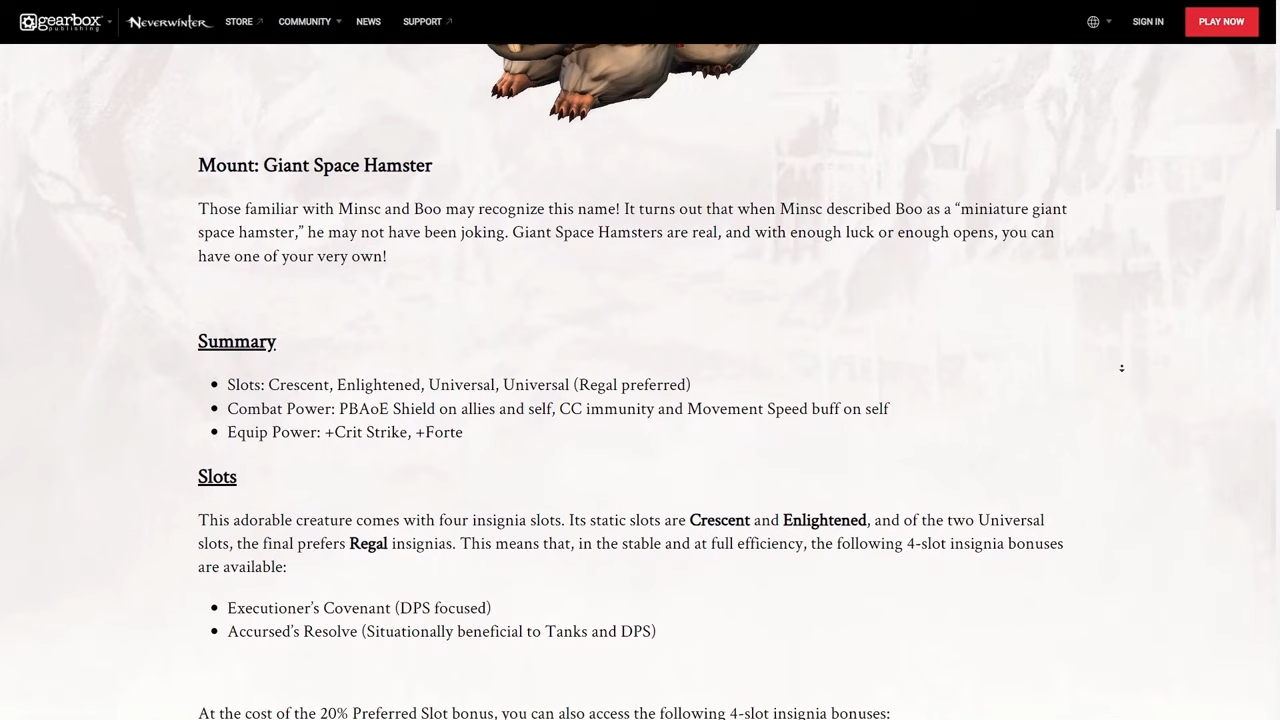 gearbox publishing NEVERWINTER STORE COMMUNITY NEWS SUPPORT SIGN IN PLAY NOW
Mount: Giant Space Hamster
Those familiar with Minsc and Boo may recognize this name! It turns out that when Minsc described Boo as a “miniature giant
space hamster,” he may not have been joking. Giant Space Hamsters are real, and with enough luck or enough opens, you can
have one of your very own!
Summary
• Slots: Crescent, Enlightened, Universal, Universal (Regal preferred)
• Combat Power: PBAoE Shield on allies and self, CC immunity and Movement Speed buff on self
• Equip Power: +Crit Strike, +Forte
Slots
This adorable creature comes with four insignia slots. Its static slots are Crescent and Enlightened, and of the two Universal
slots, the final prefers Regal insignias. This means that, in the stable and at full efficiency, the following 4-slot insignia bonuses
are available:
• Executioner’s Covenant (DPS focused)
• Accursed’s Resolve (Situationally beneficial to Tanks and DPS)
At the cost of the 20% Preferred Slot bonus, you can also access the following 4-slot insignia bonuses: